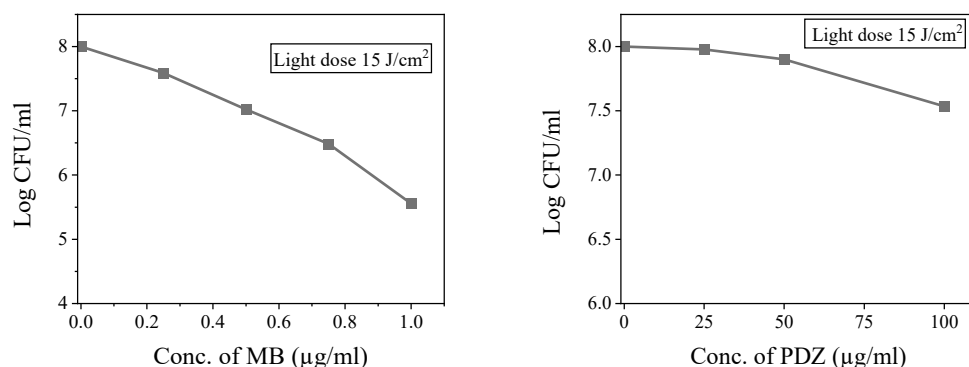 Light dose 15 J/cm²
8
7
6
5
4
Log CFU/ml
0.0 0.2 0.4 0.6 0.8 1.0
Conc. of MB (µg/ml)
Light dose 15 J/cm²
8.0
7.5
7.0
6.5
6.0
Log CFU/ml
0 25 50 75 100
Conc. of PDZ (µg/ml)